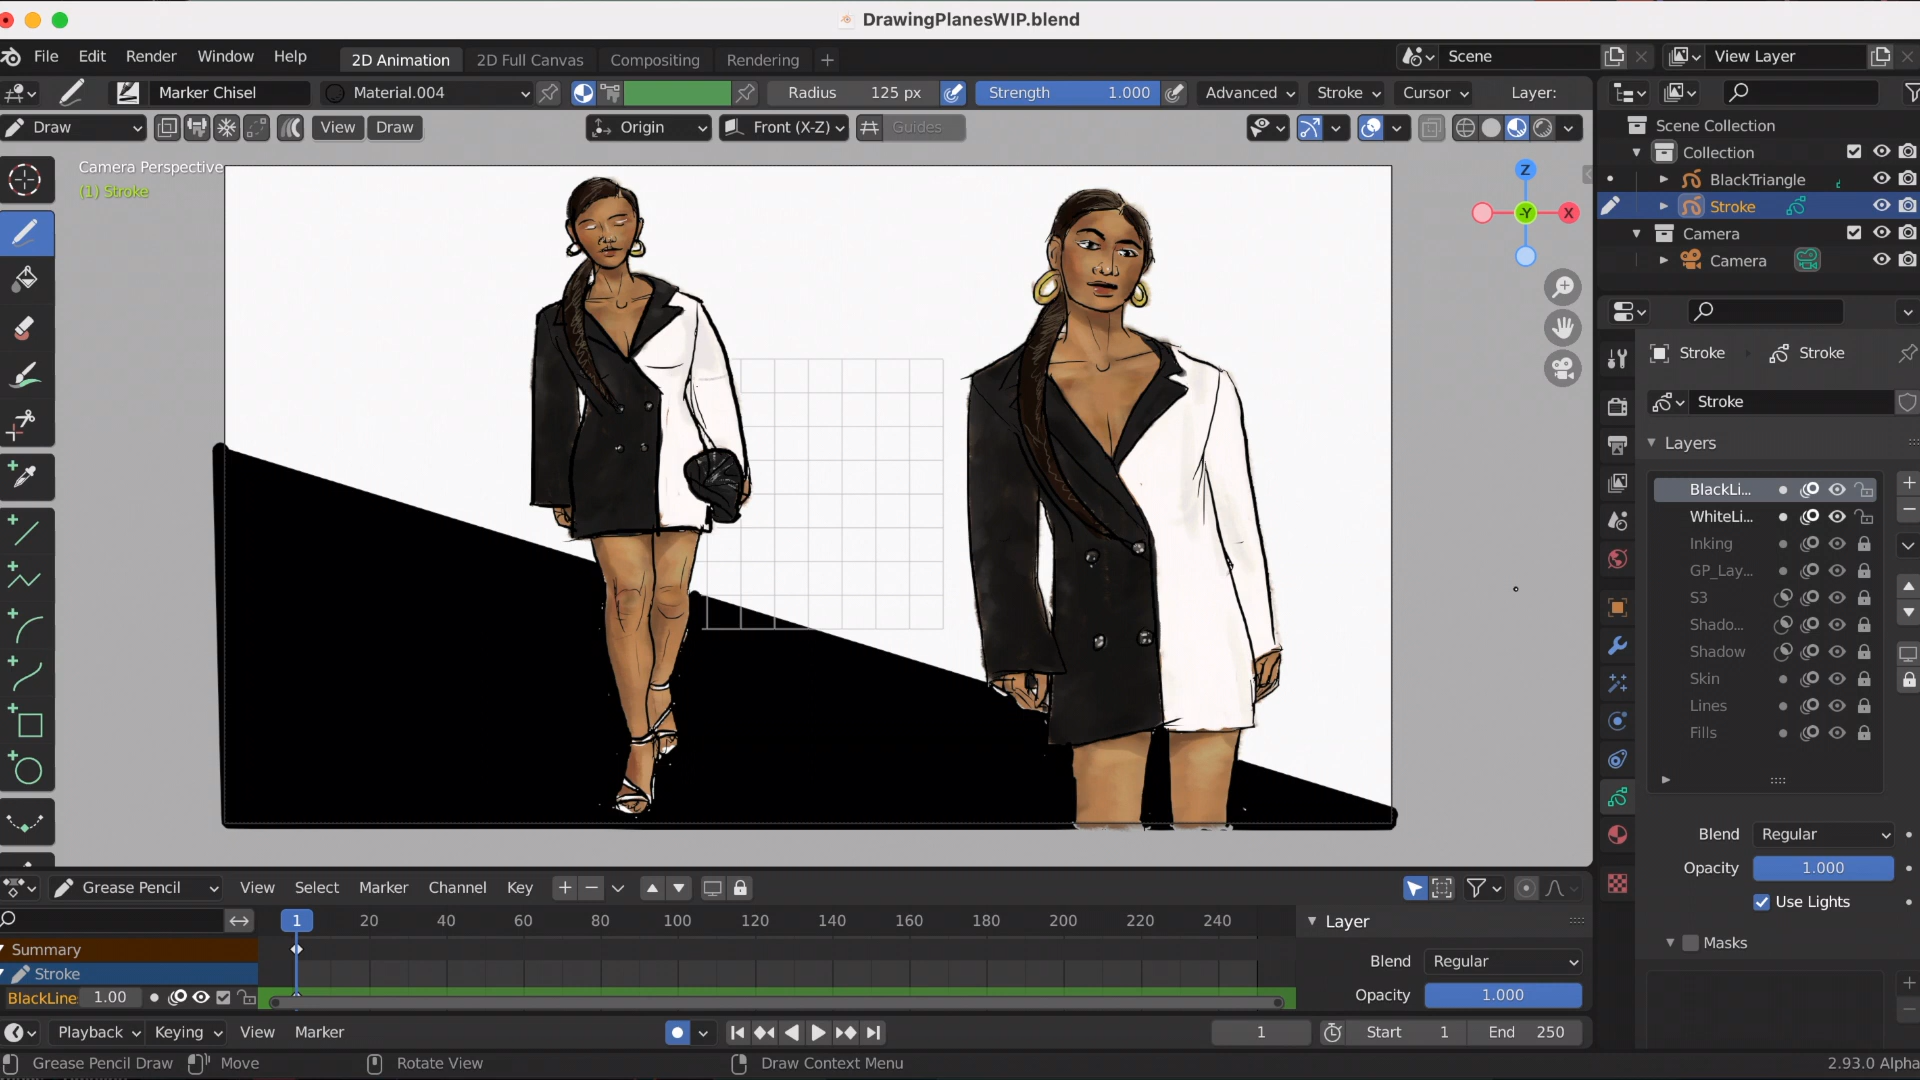 DrawingPlanesWIP.blend
File Edit Render Window Help 2D Animation 2D Full Canvas Compositing Rendering + Scene View Layer
Marker Chisel Material.004 Radius 125 px Strength 1.000 Advanced Stroke Cursor Layer:
Draw View Draw Origin Front (X-Z) Guides
Camera Perspective
(1) Stroke
Z
-Y X
Scene Collection
Collection
BlackTriangle
Stroke
Camera
Camera
Stroke Stroke
Stroke
Layers
BlackLi...
WhiteLi...
Inking
GP_Lay...
S3
Shado...
Shadow
Skin
Lines
Fills
Blend Regular
Opacity 1.000
Use Lights
Masks
Grease Pencil View Select Marker Channel Key
1 20 40 60 80 100 120 140 160 180 200 220 240
Summary
Stroke
BlackLine 1.00
Layer
Blend Regular
Opacity 1.000
Playback Keying View Marker 1 Start 1 End 250
Grease Pencil Draw Move Rotate View Draw Context Menu 2.93.0 Alpha